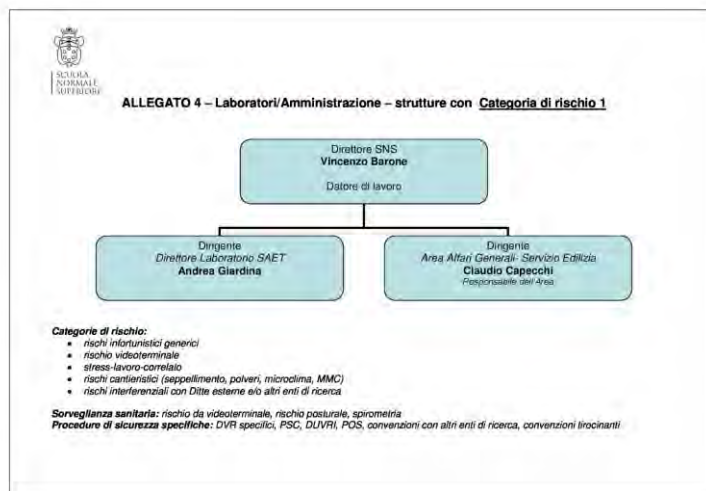 SCUOLA
NORMALE
SUPERIORE
ALLEGATO 4 – Laboratori/Amministrazione – strutture con Categoria di rischio 1
Direttore SNS
Vincenzo Barone
Datore di lavoro
Dirigente
Direttore Laboratorio SAET
Andrea Giardina
Dirigente
Area Affari Generali- Servizio Edilizia
Claudio Capecchi
Responsabile dell'Area
Categorie di rischio:
• rischi infortunistici generici
• rischio videoterminale
• stress-lavoro-correlato
• rischi cantieristici (seppellimento, polveri, microclima, MMC)
• rischi interferenziali con Ditte esterne e/o altri enti di ricerca
Sorveglianza sanitaria: rischio da videoterminale, rischio posturale, spirometria
Procedure di sicurezza specifiche: DVR specifici, PSC, DUVRI, POS, convenzioni con altri enti di ricerca, convenzioni tirocinanti